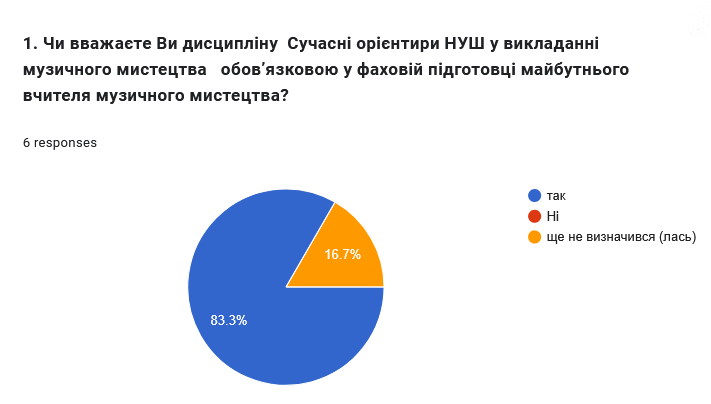 1. Чи вважаєте Ви дисципліну  Сучасні орієнтири НУШ у викладанні
музичного мистецтва   обов’язковою у фаховій підготовці майбутнього
вчителя музичного мистецтва?
6 responses
так
Ні
ще не визначився (лась)
16.7%
83.3%